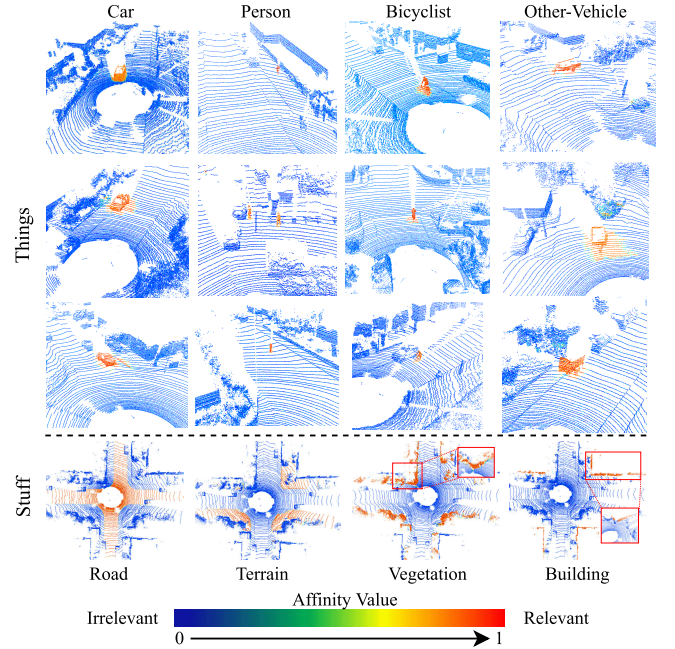 Car Person Bicyclist Other-Vehicle
Things
Stuff
Road Terrain Vegetation Building
Affinity Value
Irrelevant Relevant
0 1